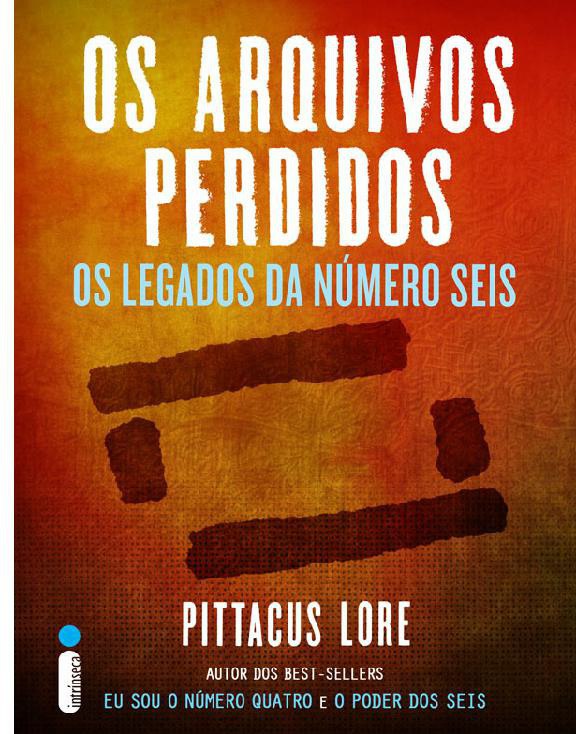 OS ARQUIVOS
PERDIDOS
OS LEGADOS DA NÚMERO SEIS
PITTACUS LORE
AUTOR DOS BEST-SELLERS
EU SOU O NÚMERO QUATRO E O PODER DOS SEIS
intrínseca